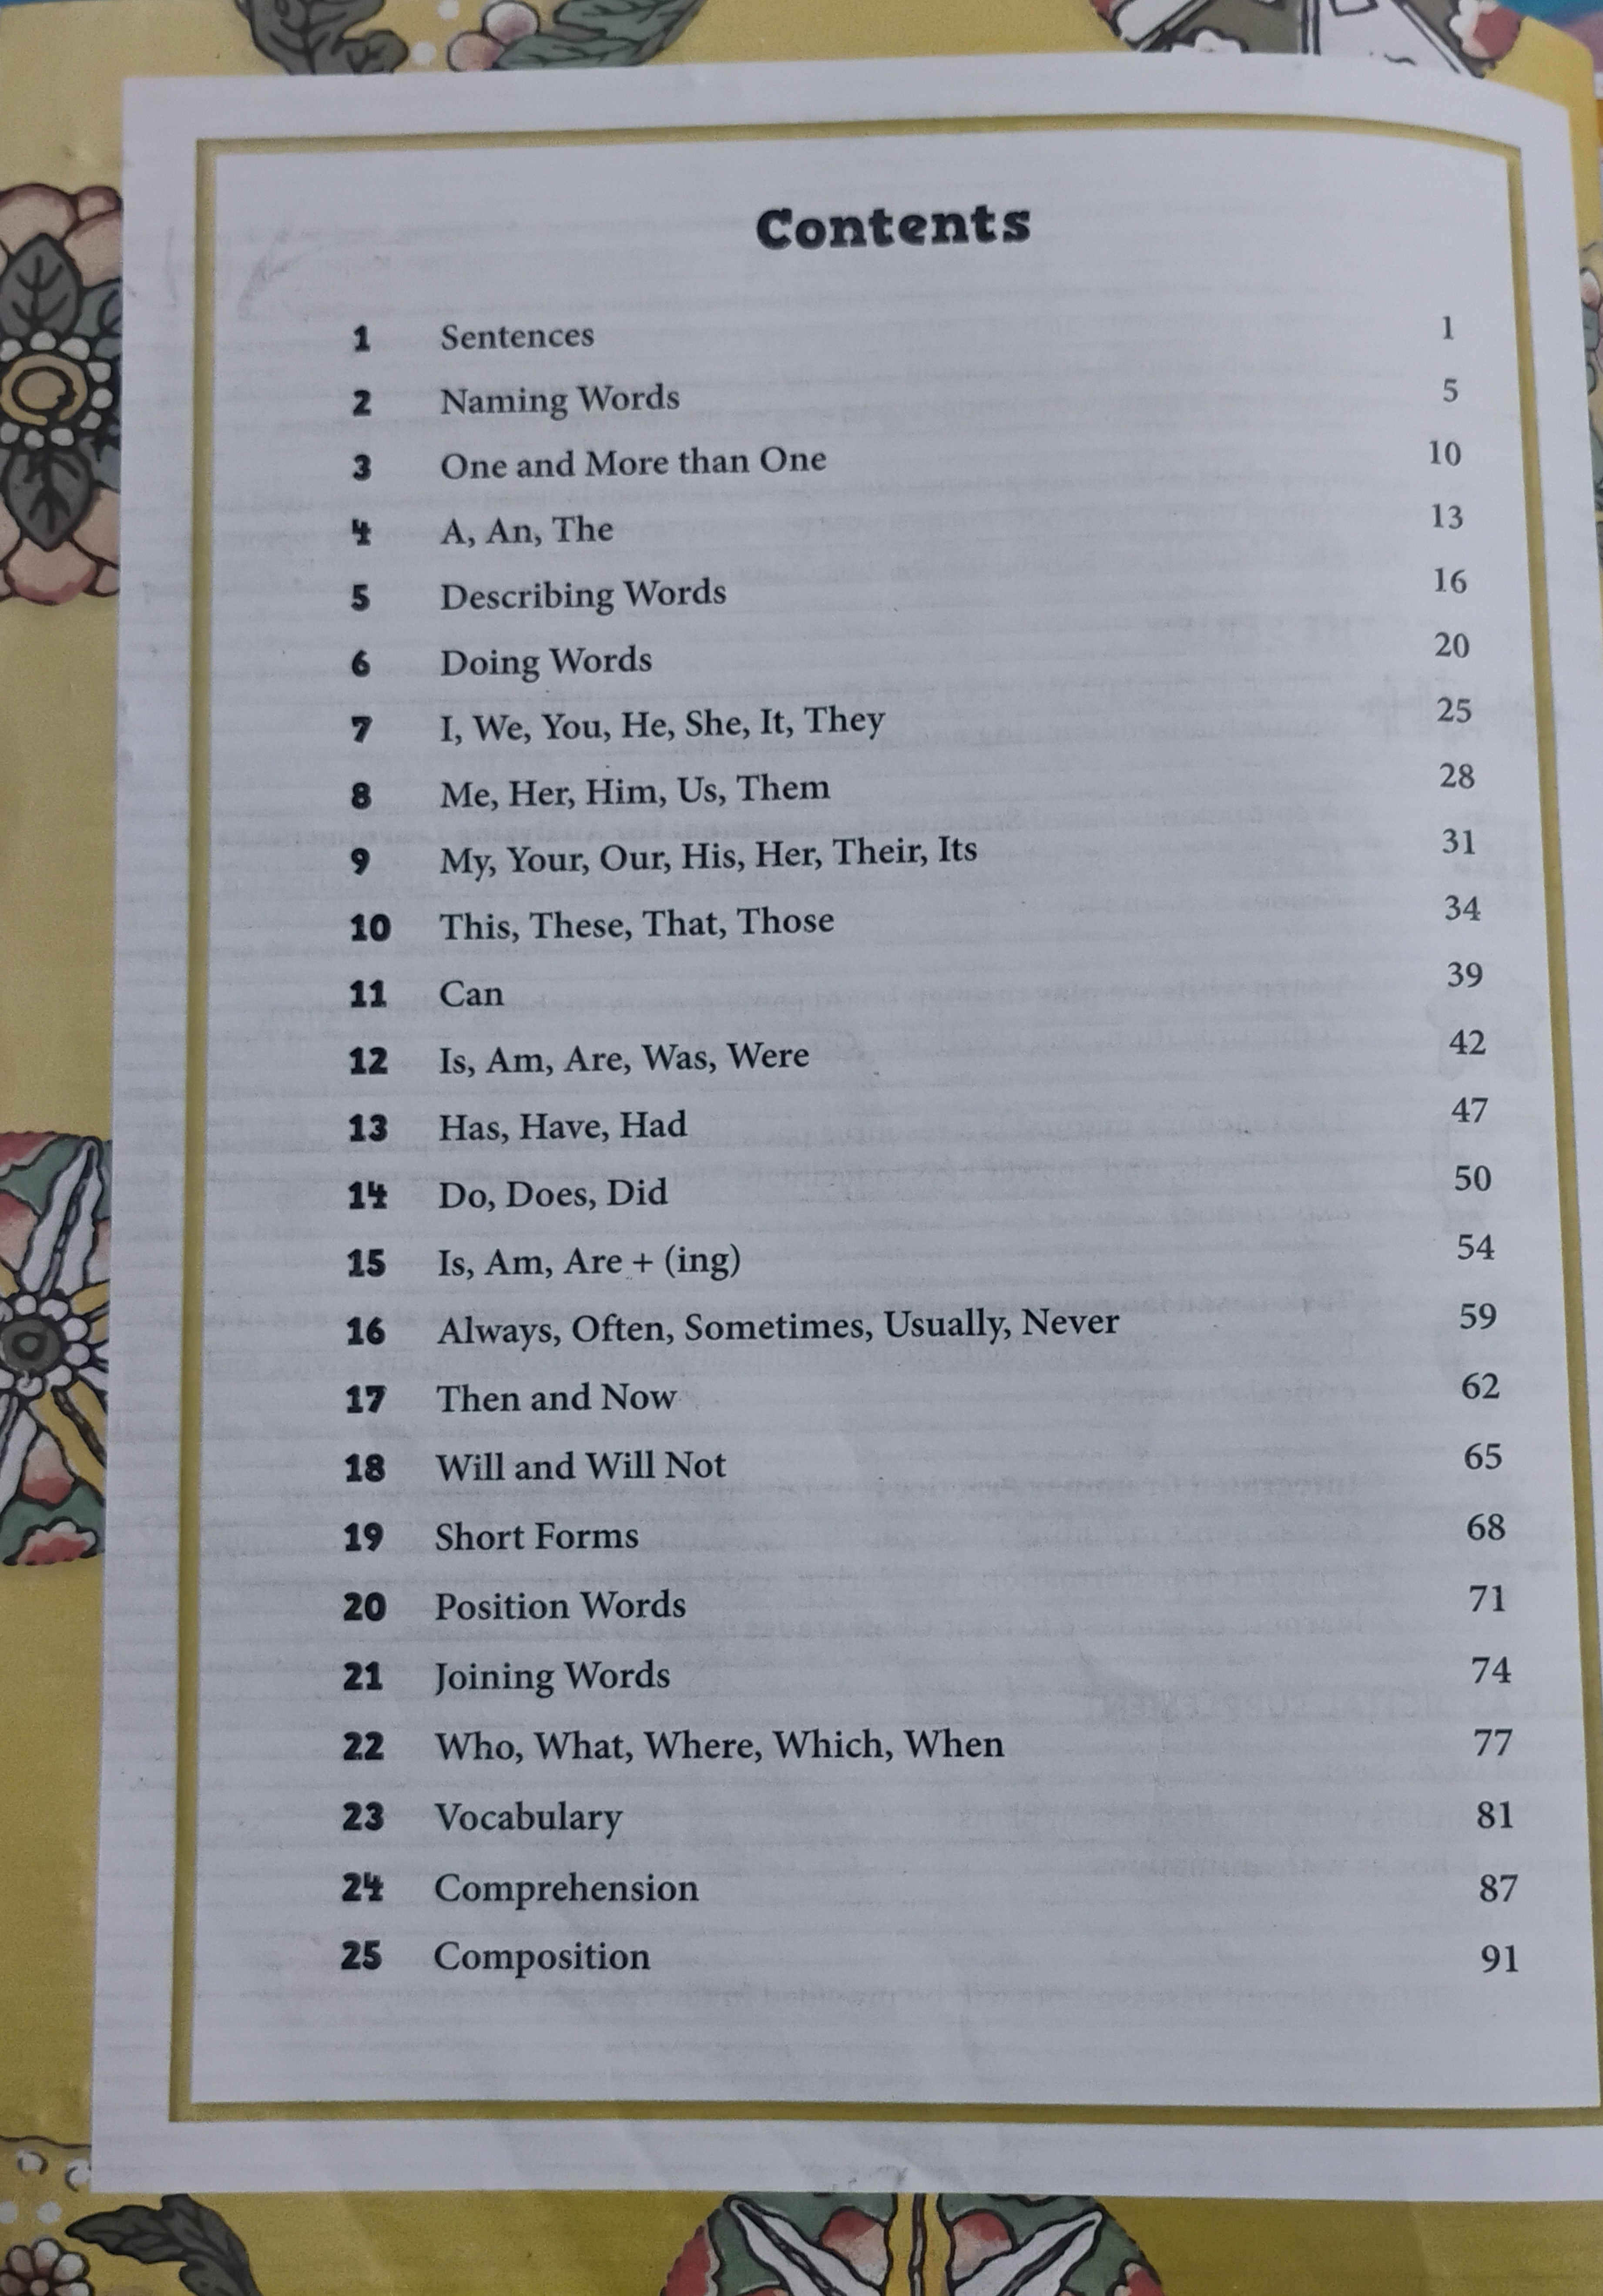 Contents
1 Sentences 1
2 Naming Words 5
3 One and More than One 10
4 A, An, The 13
5 Describing Words 16
6 Doing Words 20
7 I, We, You, He, She, It, They 25
8 Me, Her, Him, Us, Them 28
9 My, Your, Our, His, Her, Their, Its 31
10 This, These, That, Those 34
11 Can 39
12 Is, Am, Are, Was, Were 42
13 Has, Have, Had 47
14 Do, Does, Did 50
15 Is, Am, Are + (ing) 54
16 Always, Often, Sometimes, Usually, Never 59
17 Then and Now 62
18 Will and Will Not 65
19 Short Forms 68
20 Position Words 71
21 Joining Words 74
22 Who, What, Where, Which, When 77
23 Vocabulary 81
24 Comprehension 87
25 Composition 91